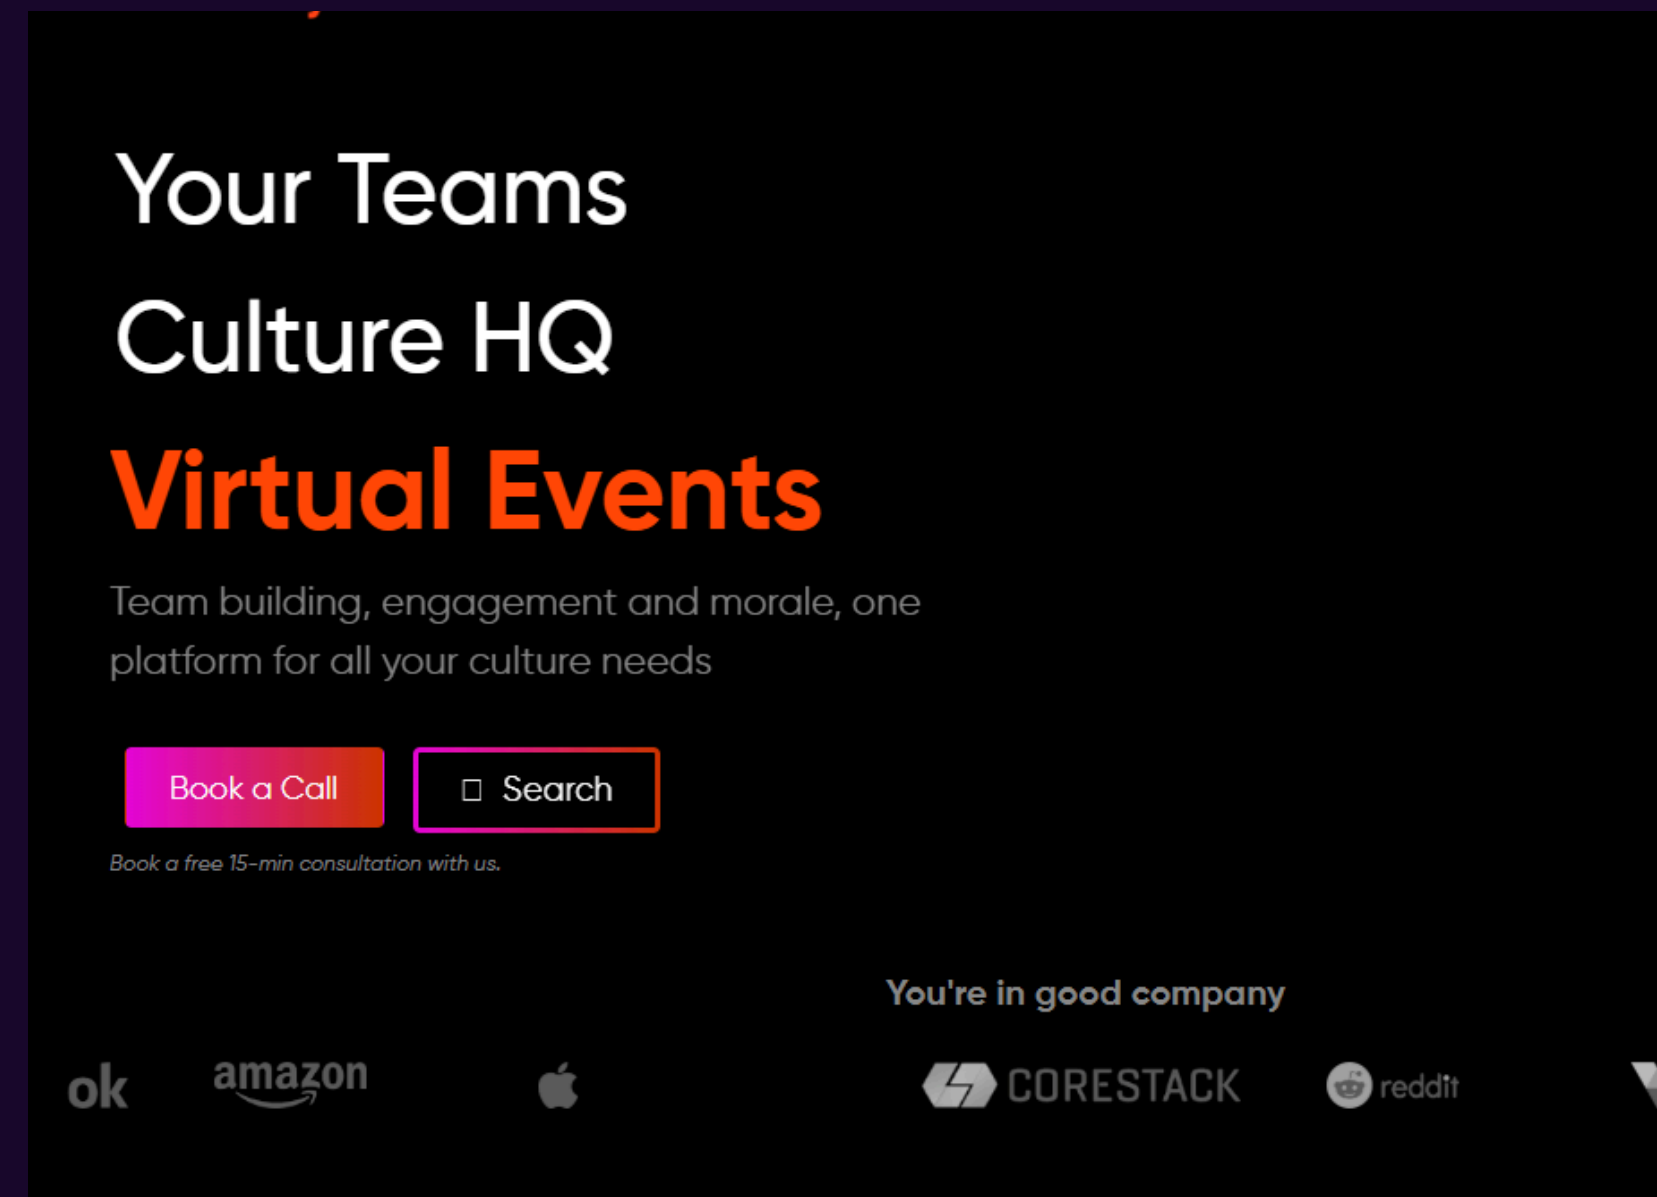 Your Teams
Culture HQ
Virtual Events
Team building, engagement and morale, one
platform for all your culture needs
Book a Call
Search
Book a free 15-min consultation with us.
You're in good company
ok
amazon
CORESTACK
reddit